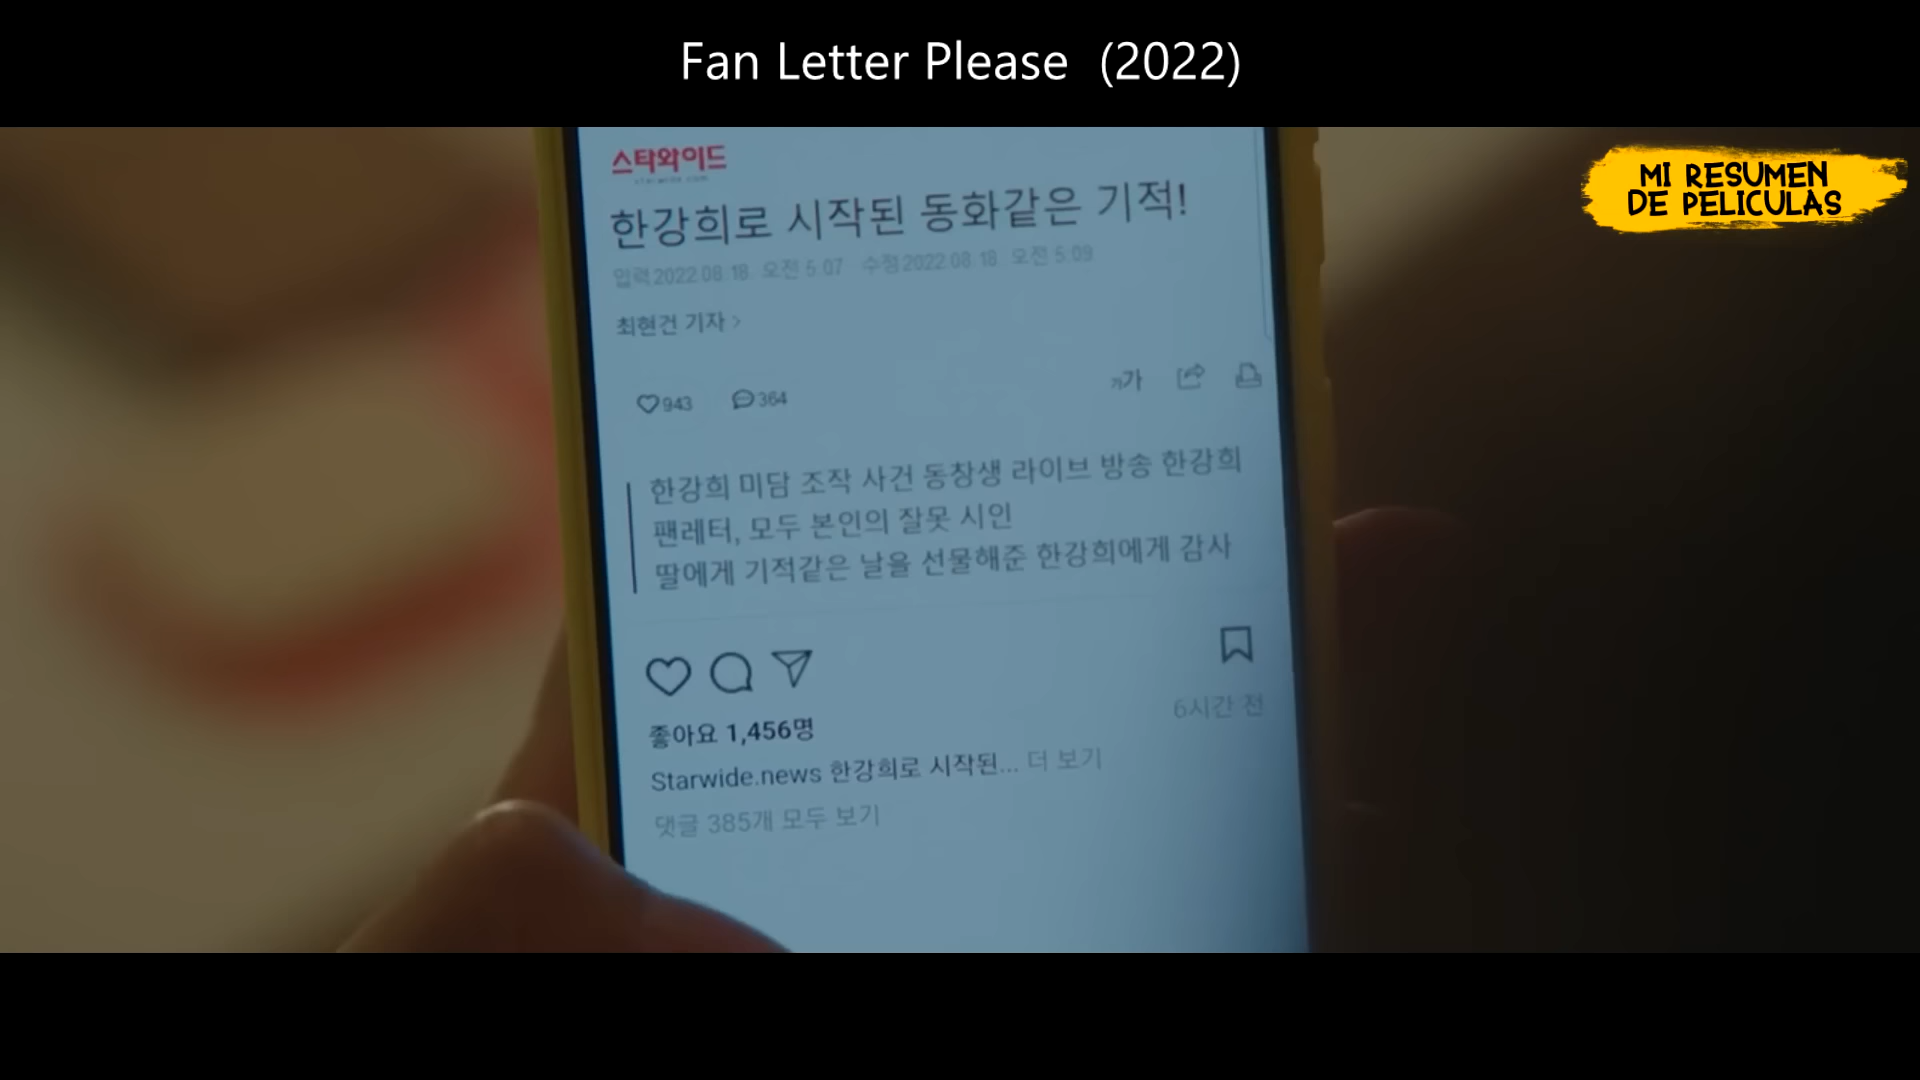 Fan Letter Please (2022)
MI RESUMEN
DE PELICULAS
스타와이드
starwide.com
한강희로 시작된 동화같은 기적!
입력 2022.08.18. 오전 5:07 수정 2022.08.18. 오전 5:09
최현건 기자 >
943 364
가가
한강희 미담 조작 사건 동창생 라이브 방송 한강희
팬레터, 모두 본인의 잘못 시인
딸에게 기적같은 날을 선물해준 한강희에게 감사
좋아요 1,456명
6시간 전
Starwide.news 한강희로 시작된... 더 보기
댓글 385개 모두 보기